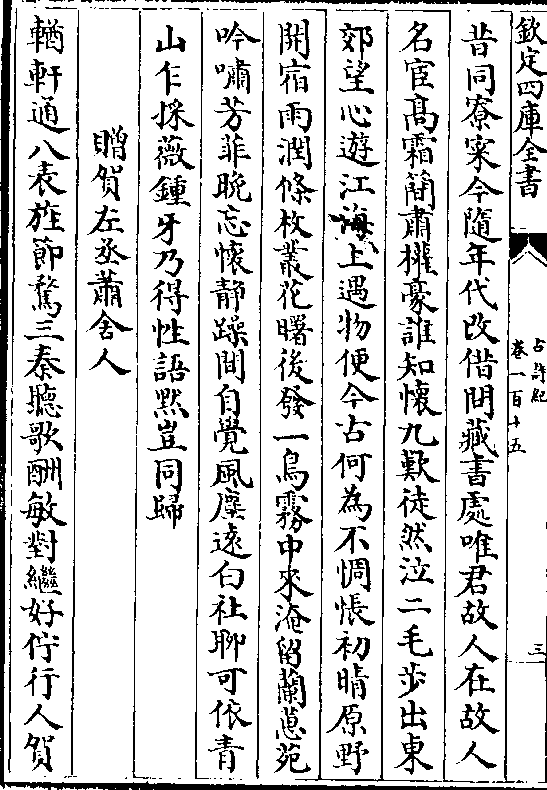 欽定四庫全書
古詩紀
卷一百十五
三
昔同寮寀今隨年代改借問藏書處唯君故人在故人
名宦髙霜簡肅權豪誰知懷九歎徒然泣二毛步出東
郊望心遊江海上遇物便今古何為不惆悵初晴原野
開宿雨潤條枚叢花曙後發一鳥霧中來淹留蘭蕙苑
吟嘯芳菲晚忘懷静躁間自覺風塵逺白社聊可依青
山乍採薇鍾牙乃得性語黙豈同歸
贈賀左丞蕭舍人
輶軒通八表旌節騖三秦聴歌酬敏對繼好佇行人賀